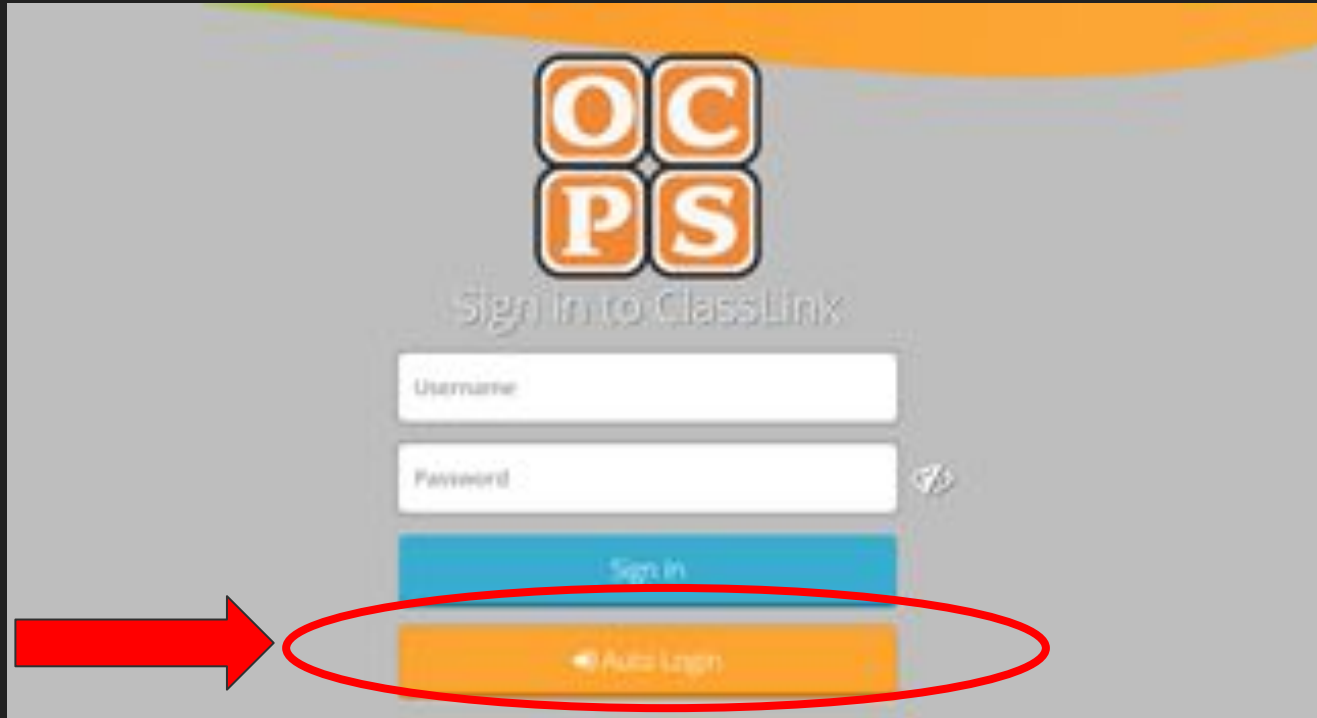 OC
PS
Sign in to ClassLink
Username
Password
Sign In
Auto Login